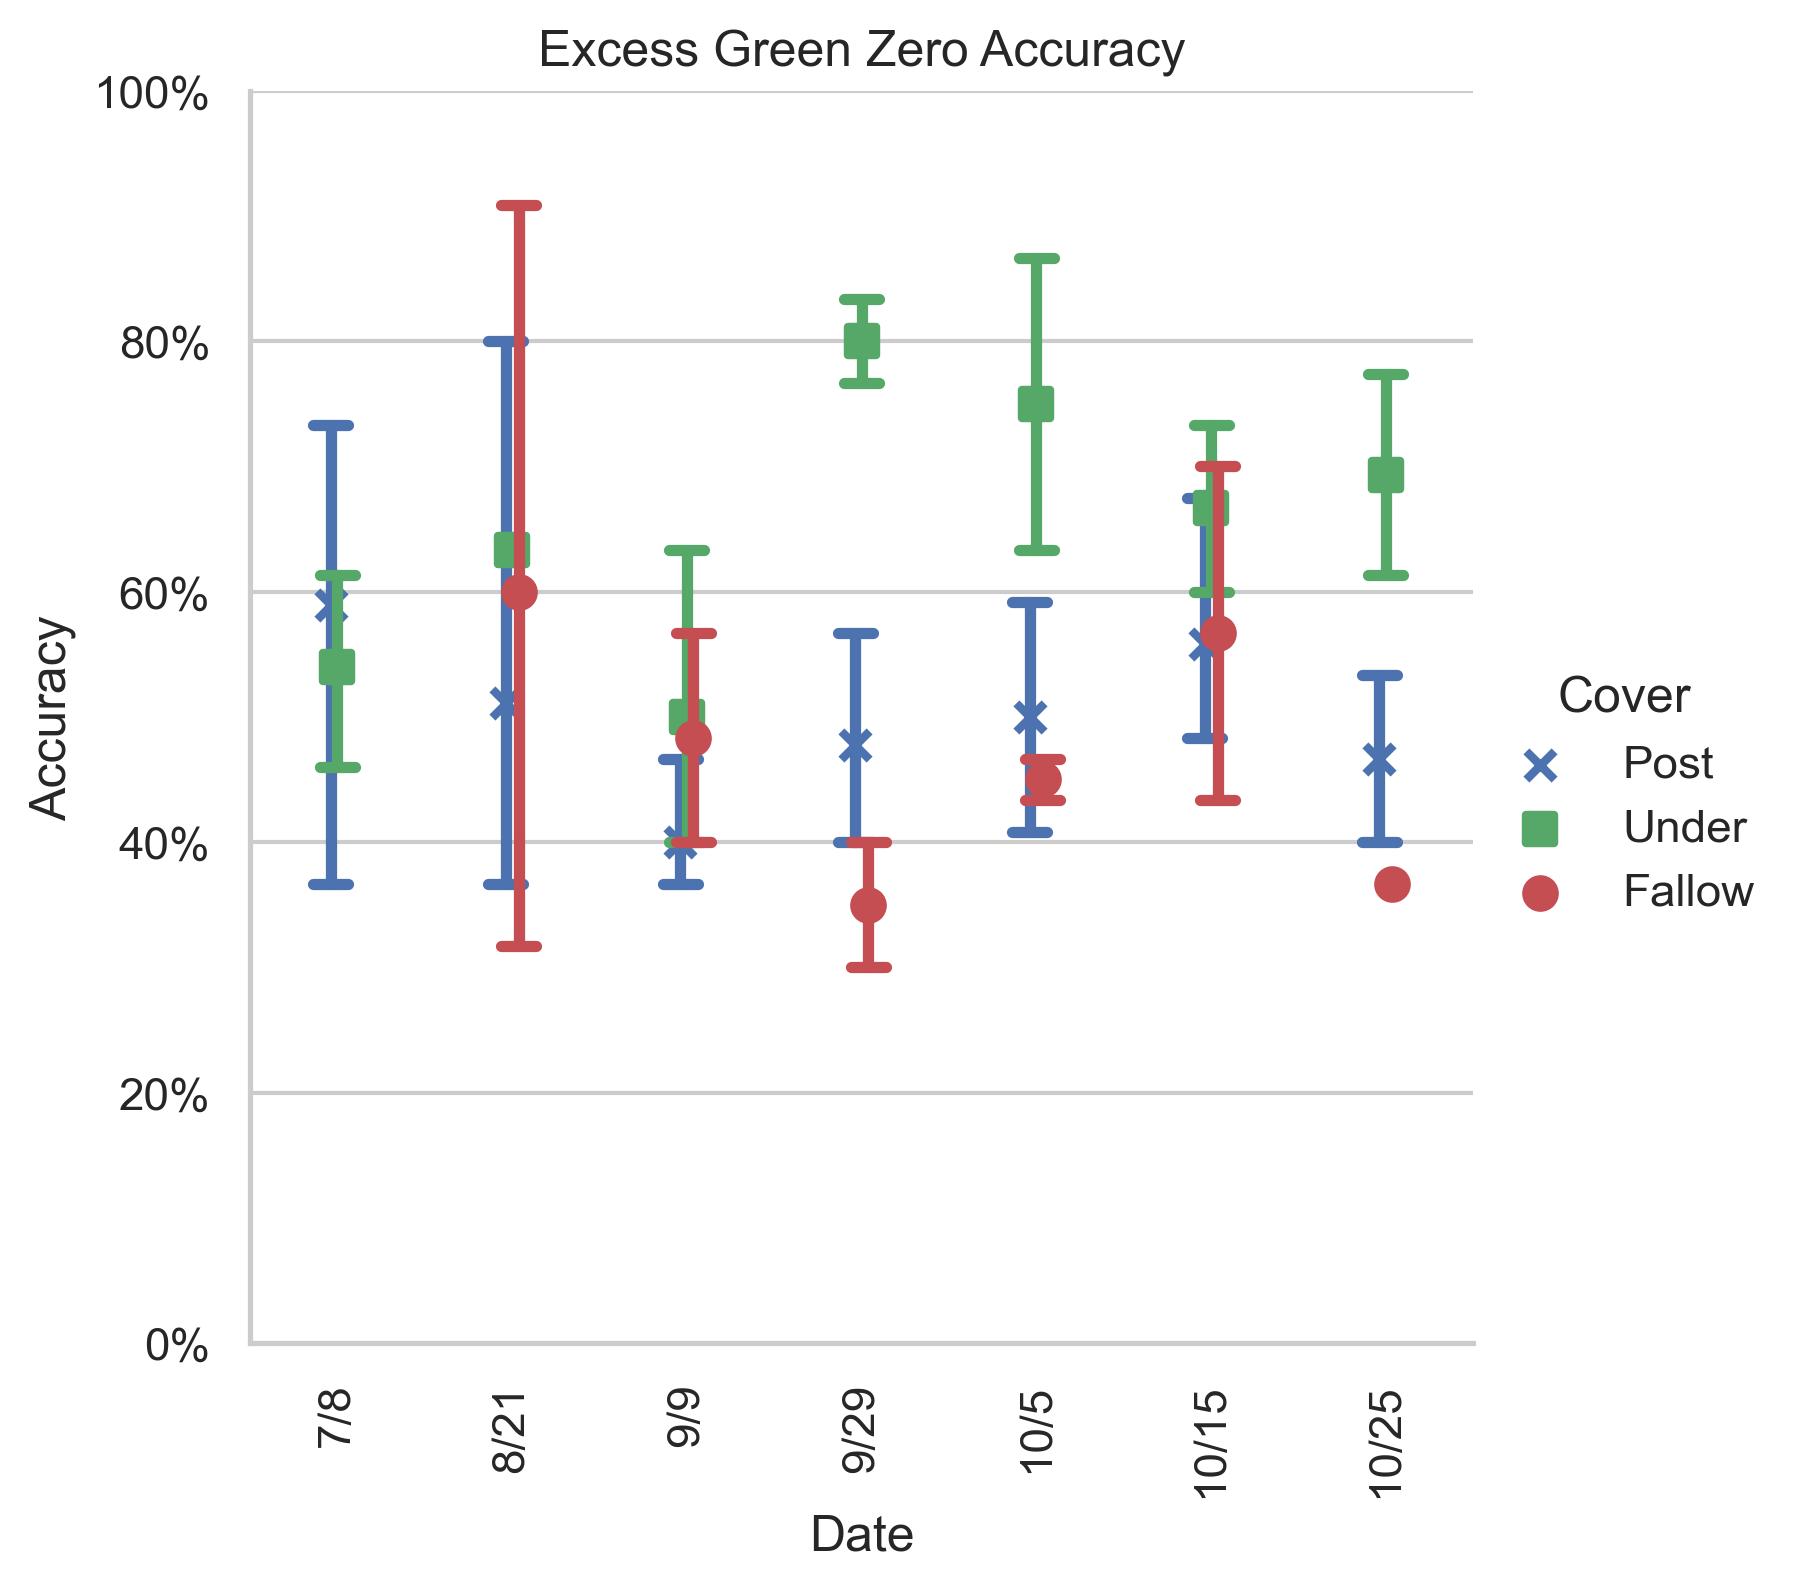 Excess Green Zero Accuracy
100%
80%
60%
40%
20%
0%
Accuracy
7/8
8/21
9/9
9/29
10/5
10/15
10/25
Date
Cover
Post
Under
Fallow